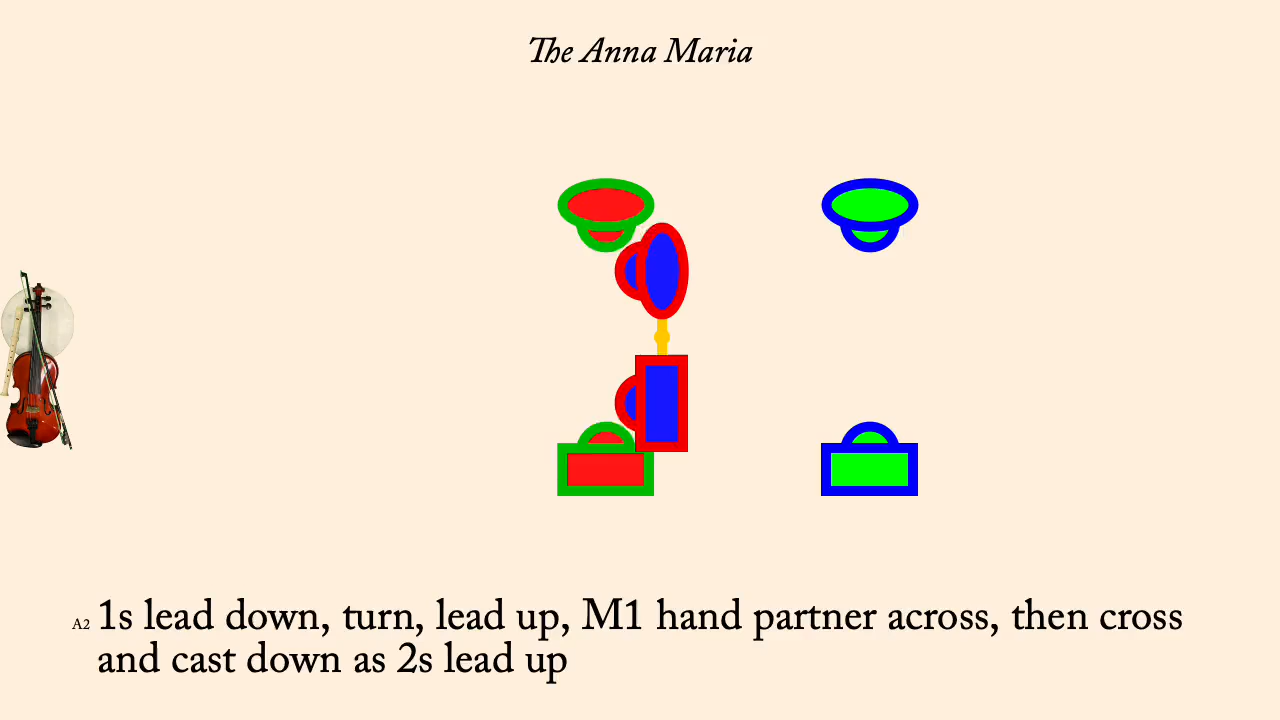 The Anna Maria
A2 1s lead down, turn, lead up, M1 hand partner across, then cross
and cast down as 2s lead up